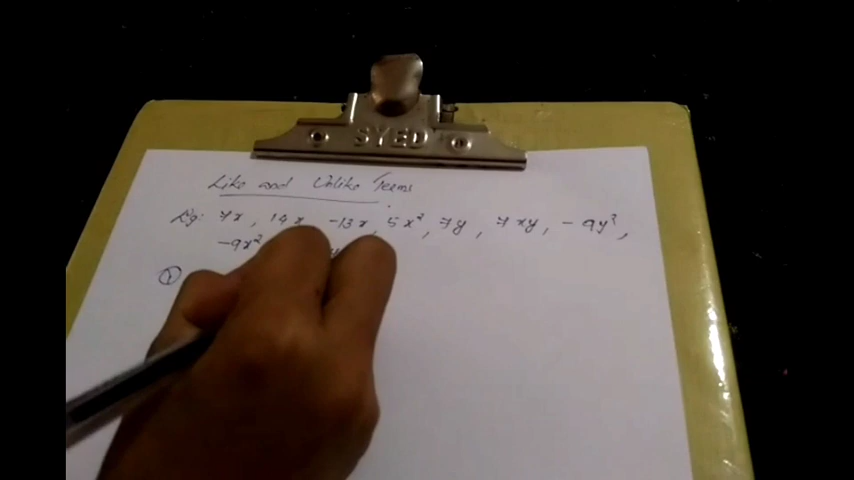 SYED
Like and Unlike Terms
Eg: 7x, 14x, -13x, 5x², 7y, 7xy, -9y²,
-9x²
①